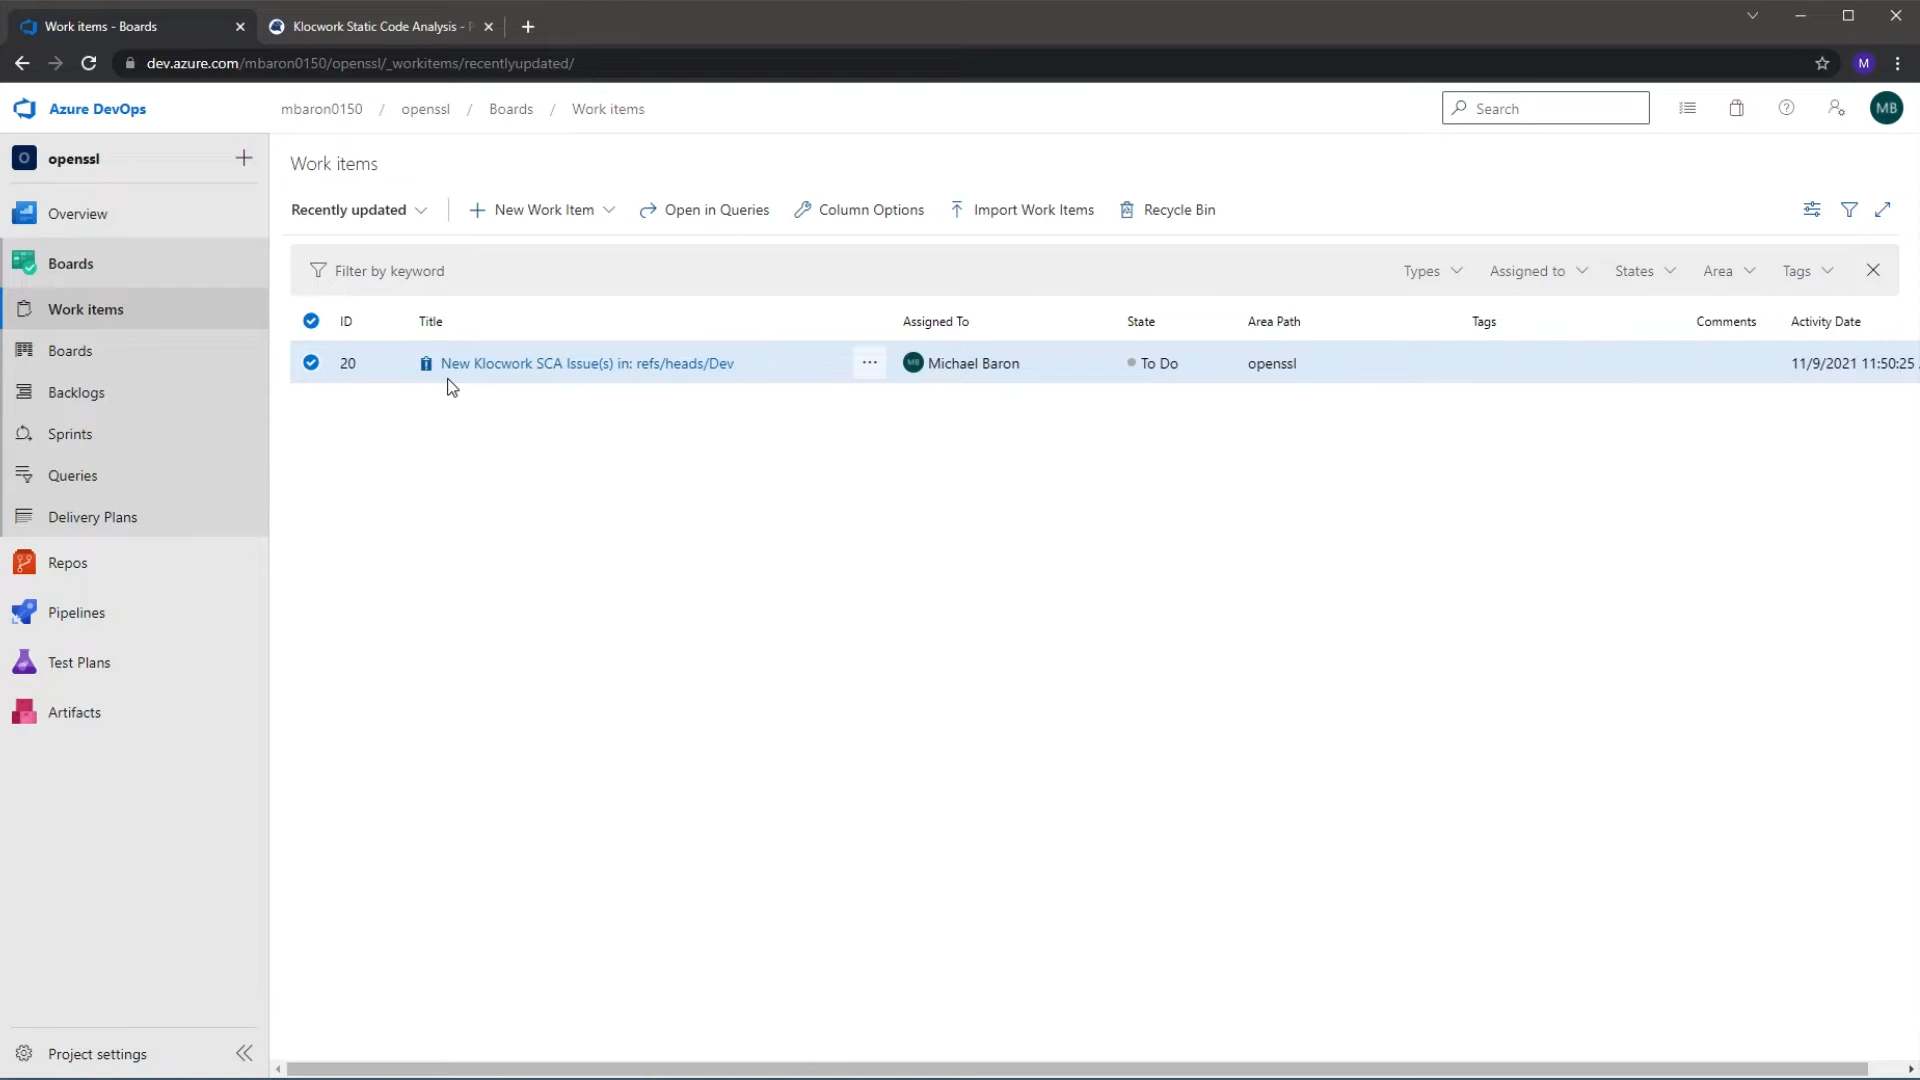 Work items - Boards
Klocwork Static Code Analysis -
dev.azure.com/mbaron0150/openssl/_workitems/recentlyupdated/
M
Azure DevOps
mbaron0150 / openssl / Boards / Work items
Search
MB
O openssl
Overview
Boards
Work items
Boards
Backlogs
Sprints
Queries
Delivery Plans
Repos
Pipelines
Test Plans
Artifacts
Project settings
Work items
Recently updated
New Work Item
Open in Queries
Column Options
Import Work Items
Recycle Bin
Filter by keyword
Types
Assigned to
States
Area
Tags
ID Title Assigned To State Area Path Tags Comments Activity Date
20 New Klocwork SCA Issue(s) in: refs/heads/Dev ... MB Michael Baron To Do openssl 11/9/2021 11:50:25